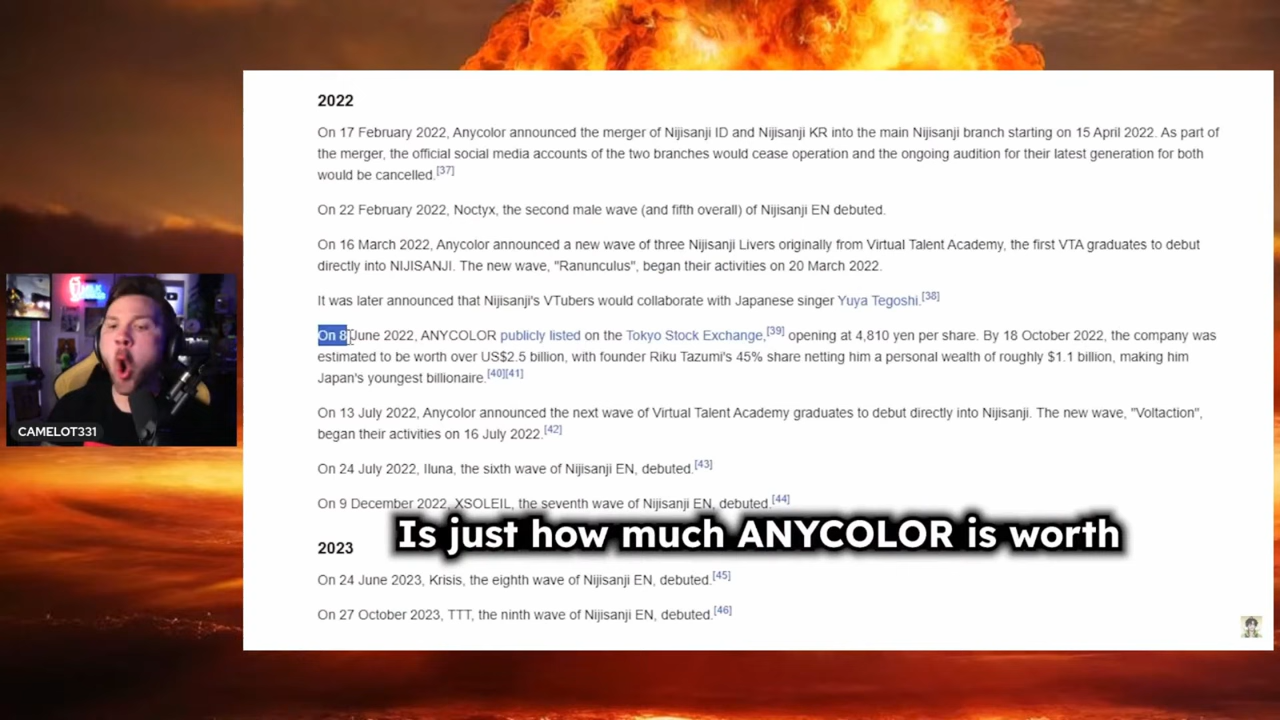 2022
On 17 February 2022, Anycolor announced the merger of Nijisanji ID and Nijisanji KR into the main Nijisanji branch starting on 15 April 2022. As part of
the merger, the official social media accounts of the two branches would cease operation and the ongoing audition for their latest generation for both
would be cancelled.[37]
On 22 February 2022, Noctyx, the second male wave (and fifth overall) of Nijisanji EN debuted.
On 16 March 2022, Anycolor announced a new wave of three Nijisanji Livers originally from Virtual Talent Academy, the first VTA graduates to debut
directly into NIJISANJI. The new wave, "Ranunculus", began their activities on 20 March 2022.
It was later announced that Nijisanji's VTubers would collaborate with Japanese singer Yuya Tegoshi.[38]
On 8 June 2022, ANYCOLOR publicly listed on the Tokyo Stock Exchange,[39] opening at 4,810 yen per share. By 18 October 2022, the company was
estimated to be worth over US$2.5 billion, with founder Riku Tazumi's 45% share netting him a personal wealth of roughly $1.1 billion, making him
Japan's youngest billionaire.[40][41]
On 13 July 2022, Anycolor announced the next wave of Virtual Talent Academy graduates to debut directly into Nijisanji. The new wave, "Voltaction",
began their activities on 16 July 2022.[42]
On 24 July 2022, Iluna, the sixth wave of Nijisanji EN, debuted.[43]
On 9 December 2022, XSOLEIL, the seventh wave of Nijisanji EN, debuted.[44]
Is just how much ANYCOLOR is worth
2023
On 24 June 2023, Krisis, the eighth wave of Nijisanji EN, debuted.[45]
On 27 October 2023, TTT, the ninth wave of Nijisanji EN, debuted.[46]
CAMELOT331